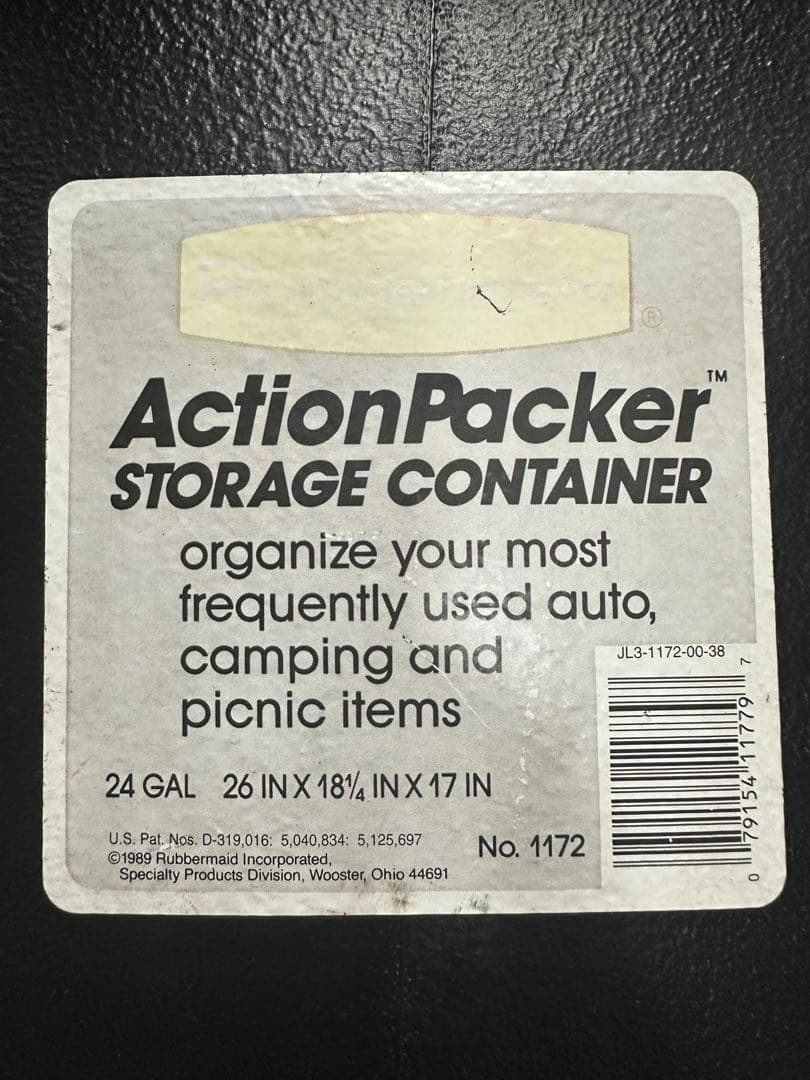 Rubbermaid ®
ActionPacker™
STORAGE CONTAINER
organize your most
frequently used auto,
camping and
picnic items
JL3-1172-00-38
24 GAL 26 IN X 18¼ IN X 17 IN
U.S. Pat. Nos. D-319,016: 5,040,834: 5,125,697
©1989 Rubbermaid Incorporated,
Specialty Products Division, Wooster, Ohio 44691
No. 1172
0 79154 11779 7